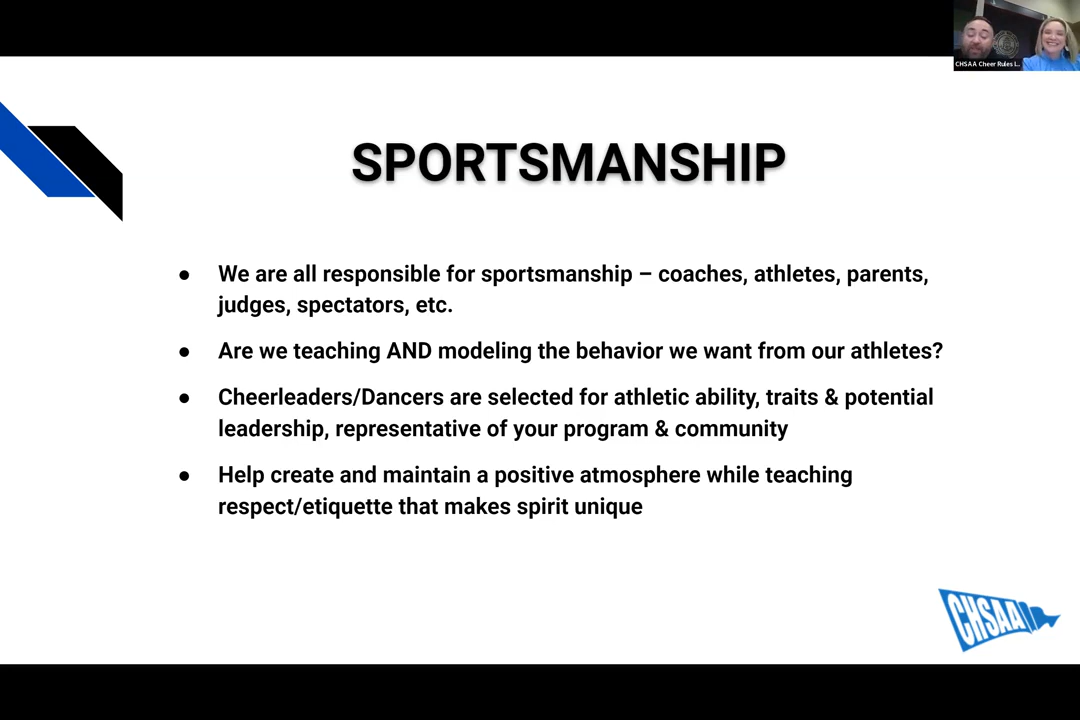 CHSAA Cheer Rules I...
SPORTSMANSHIP
● We are all responsible for sportsmanship – coaches, athletes, parents,
judges, spectators, etc.
● Are we teaching AND modeling the behavior we want from our athletes?
● Cheerleaders/Dancers are selected for athletic ability, traits & potential
leadership, representative of your program & community
● Help create and maintain a positive atmosphere while teaching
respect/etiquette that makes spirit unique
CHSAA